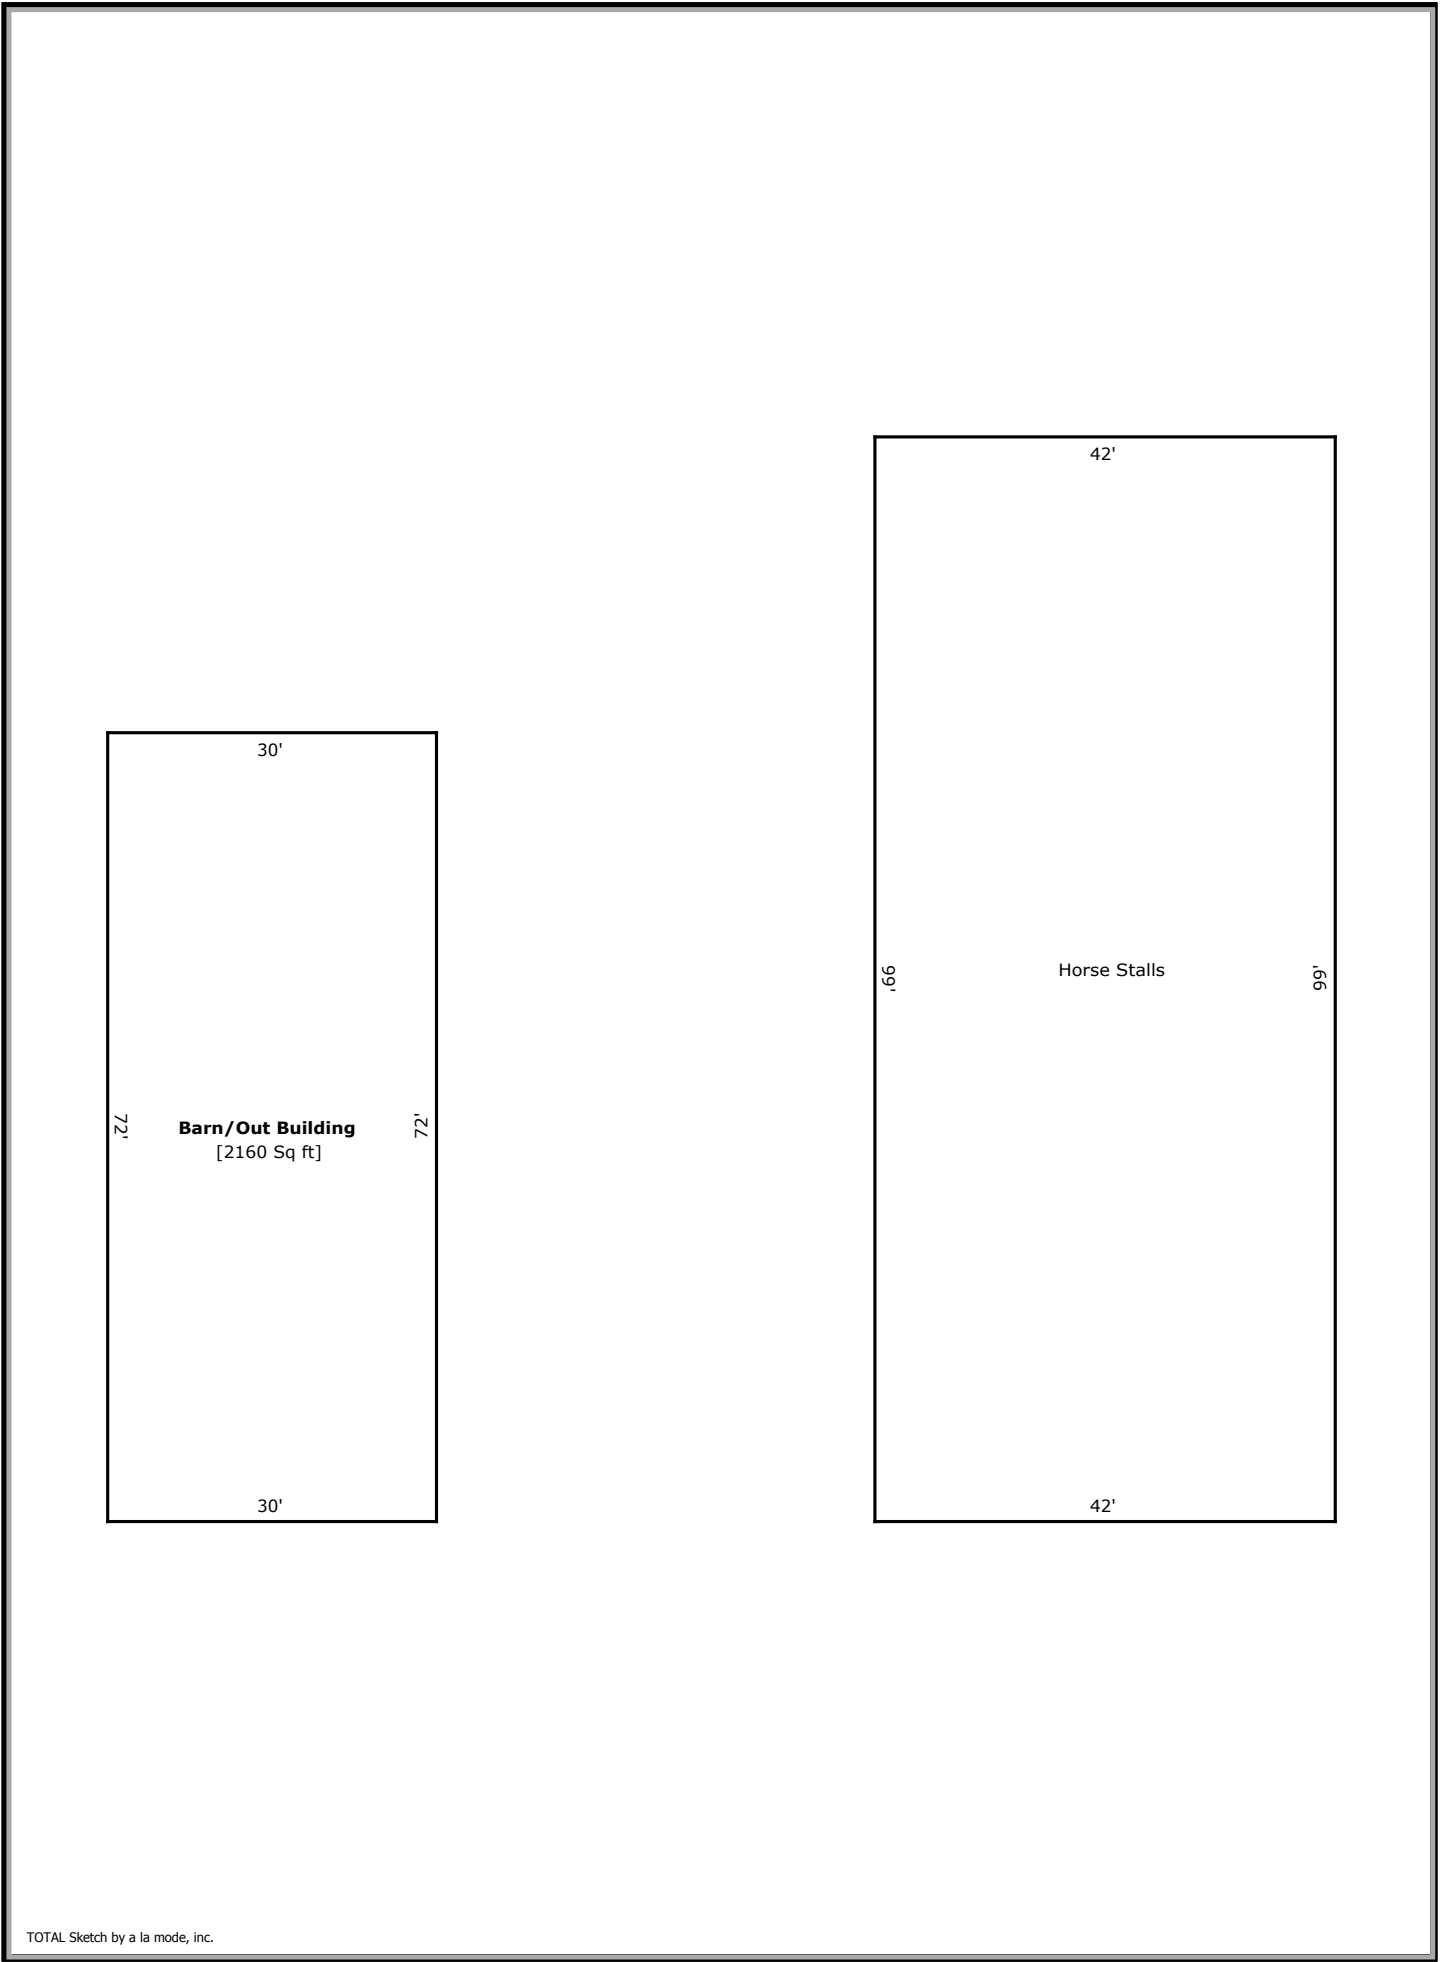 42'
30'
99'
Horse Stalls
99'
72'
Barn/Out Building
[2160 Sq ft]
72'
30'
42'
TOTAL Sketch by a la mode, inc.